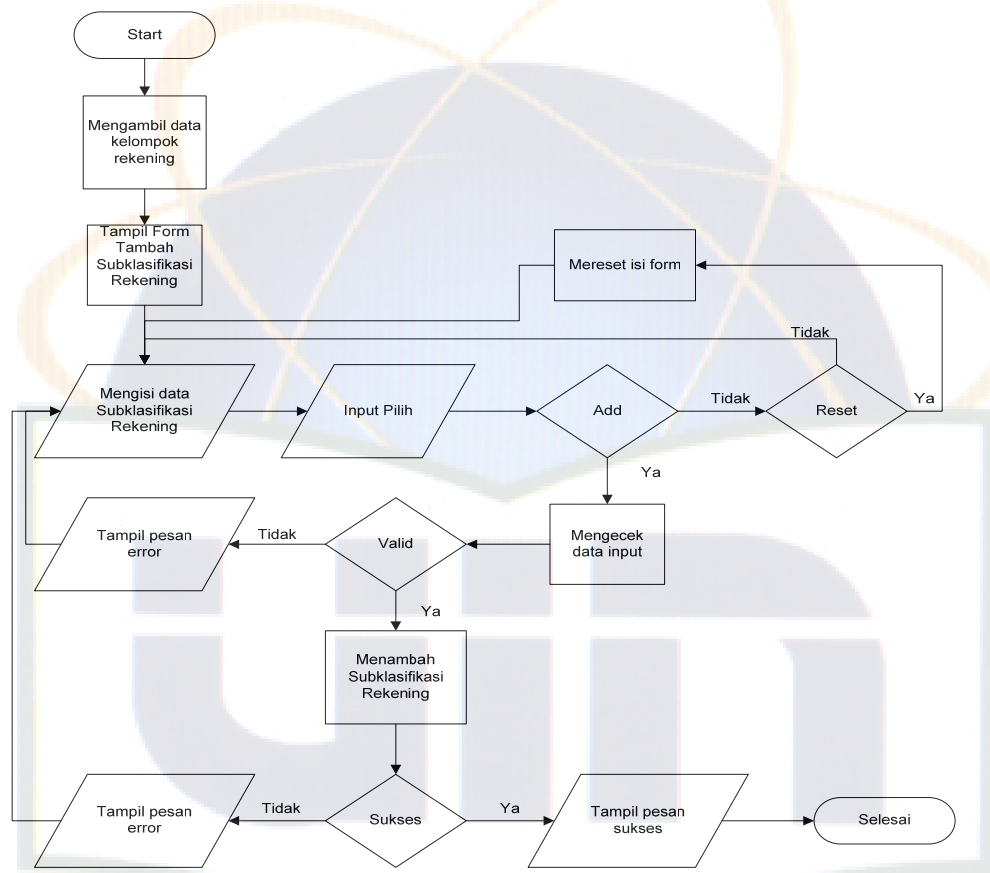 Start
Mengambil data
kelompok
rekening
Tampil Form
Tambah
Subklasifikasi
Rekening
Mereset isi form
Tidak
Mengisi data
Subklasifikasi
Rekening
Input Pilih
Add
Tidak
Reset
Ya
Ya
Tampil pesan
error
Tidak
Valid
Mengecek
data input
Ya
Menambah
Subklasifikasi
Rekening
Tampil pesan
error
Tidak
Sukses
Ya
Tampil pesan
sukses
Selesai
uin